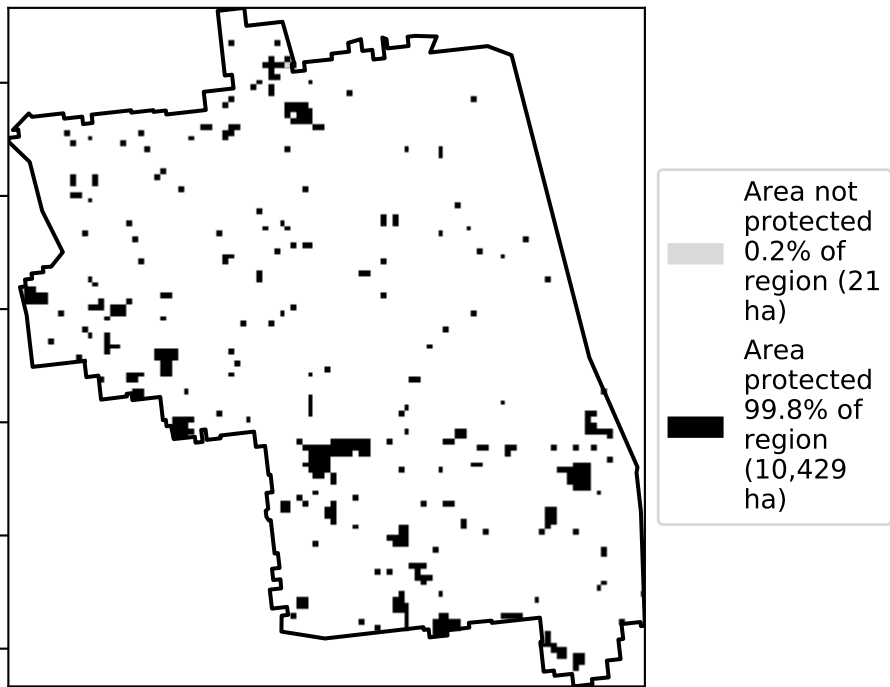 Area not
protected
0.2% of
region (21
ha)
Area
protected
99.8% of
region
(10,429
ha)